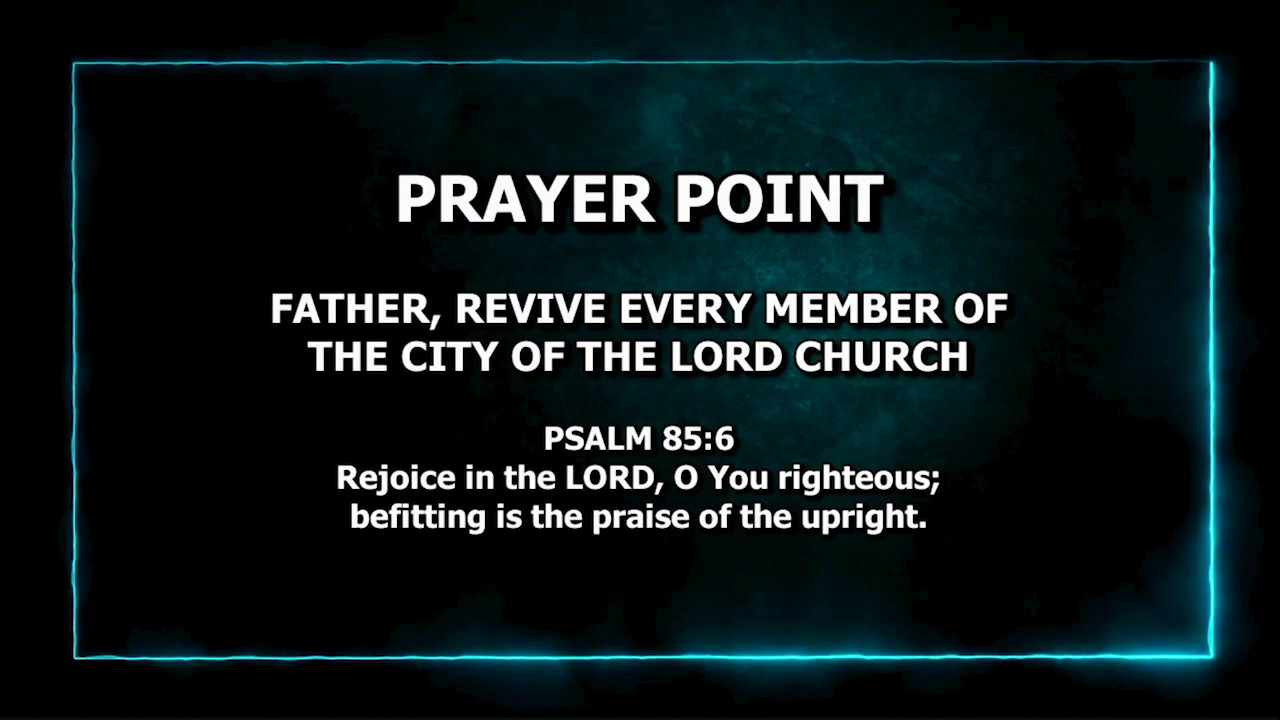 PRAYER POINT
FATHER, REVIVE EVERY MEMBER OF
THE CITY OF THE LORD CHURCH
PSALM 85:6
Rejoice in the LORD, O You righteous;
befitting is the praise of the upright.